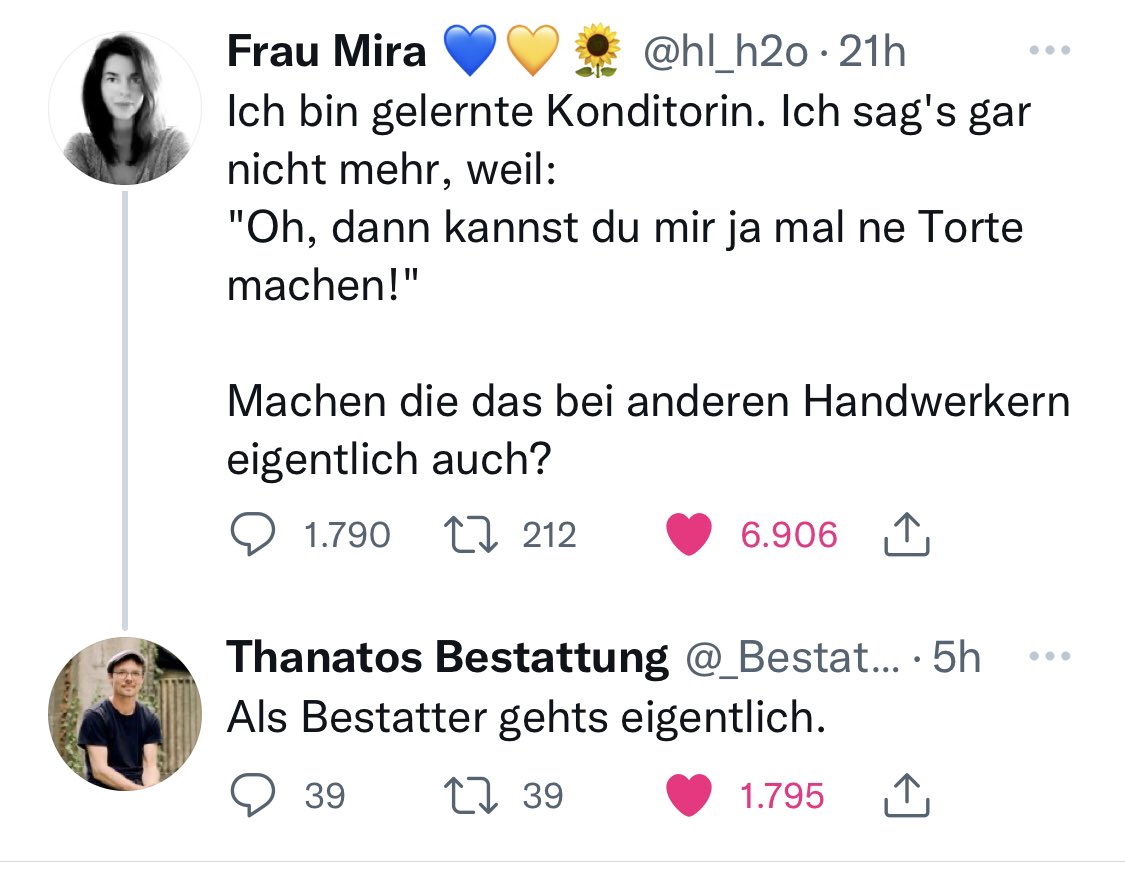 Frau Mira 💙💛🌻 @hl_h2o · 21h
Ich bin gelernte Konditorin. Ich sag's gar
nicht mehr, weil:
"Oh, dann kannst du mir ja mal ne Torte
machen!"
Machen die das bei anderen Handwerkern
eigentlich auch?
1.790 212 6.906
Thanatos Bestattung @_Bestat... · 5h
Als Bestatter gehts eigentlich.
39 39 1.795